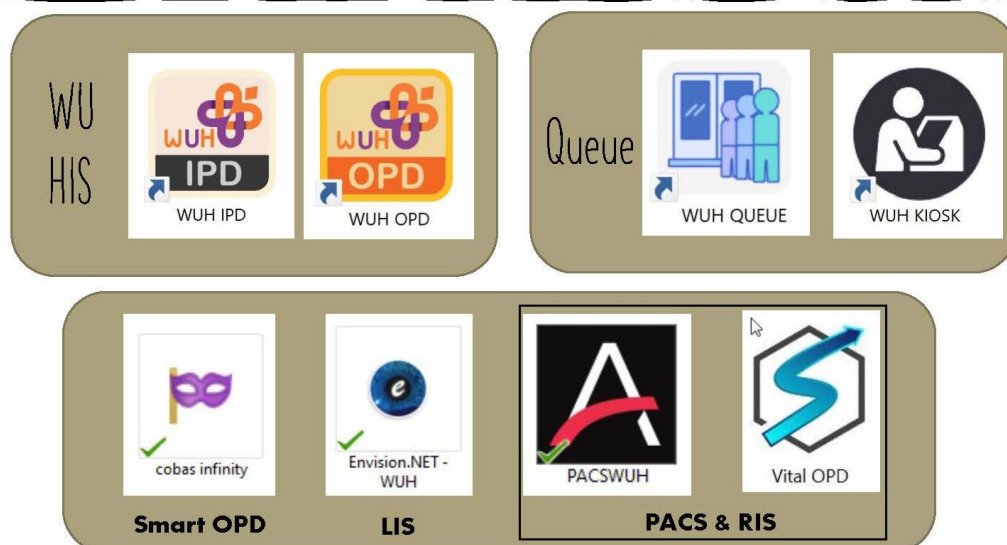 WU
HIS
WUH
IPD
WUH IPD
WUH
OPD
WUH OPD
Queue
WUH QUEUE
WUH KIOSK
cobas infinity
Smart OPD
e
Envision.NET -
WUH
LIS
PACSWUH
Vital OPD
PACS & RIS